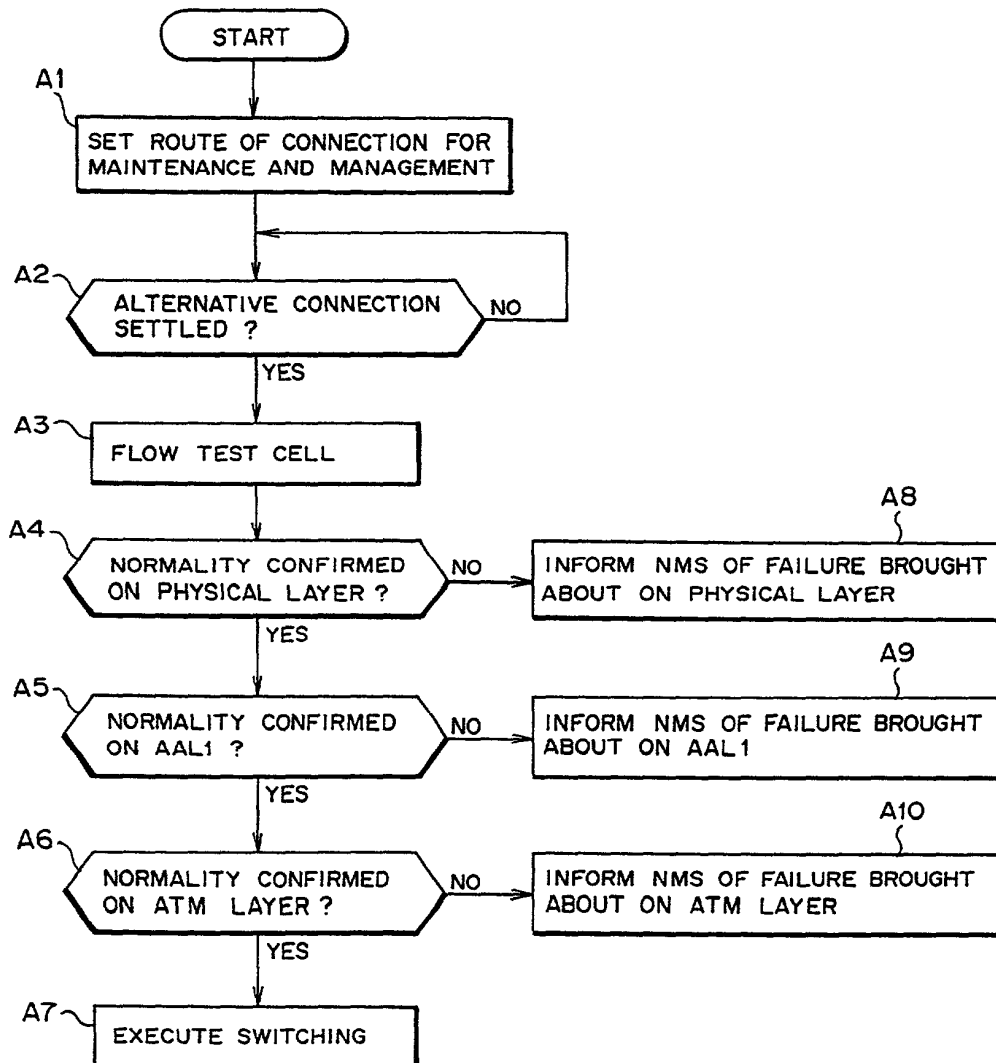 START
A1
SET ROUTE OF CONNECTION FOR
MAINTENANCE AND MANAGEMENT
A2
ALTERNATIVE CONNECTION
SETTLED ?
NO
YES
A3
FLOW TEST CELL
A4
NORMALITY CONFIRMED
ON PHYSICAL LAYER ?
NO
YES
A8
INFORM NMS OF FAILURE BROUGHT
ABOUT ON PHYSICAL LAYER
A5
NORMALITY CONFIRMED
ON AAL1 ?
NO
YES
A9
INFORM NMS OF FAILURE BROUGHT
ABOUT ON AAL1
A6
NORMALITY CONFIRMED
ON ATM LAYER ?
NO
YES
A10
INFORM NMS OF FAILURE BROUGHT
ABOUT ON ATM LAYER
A7
EXECUTE SWITCHING